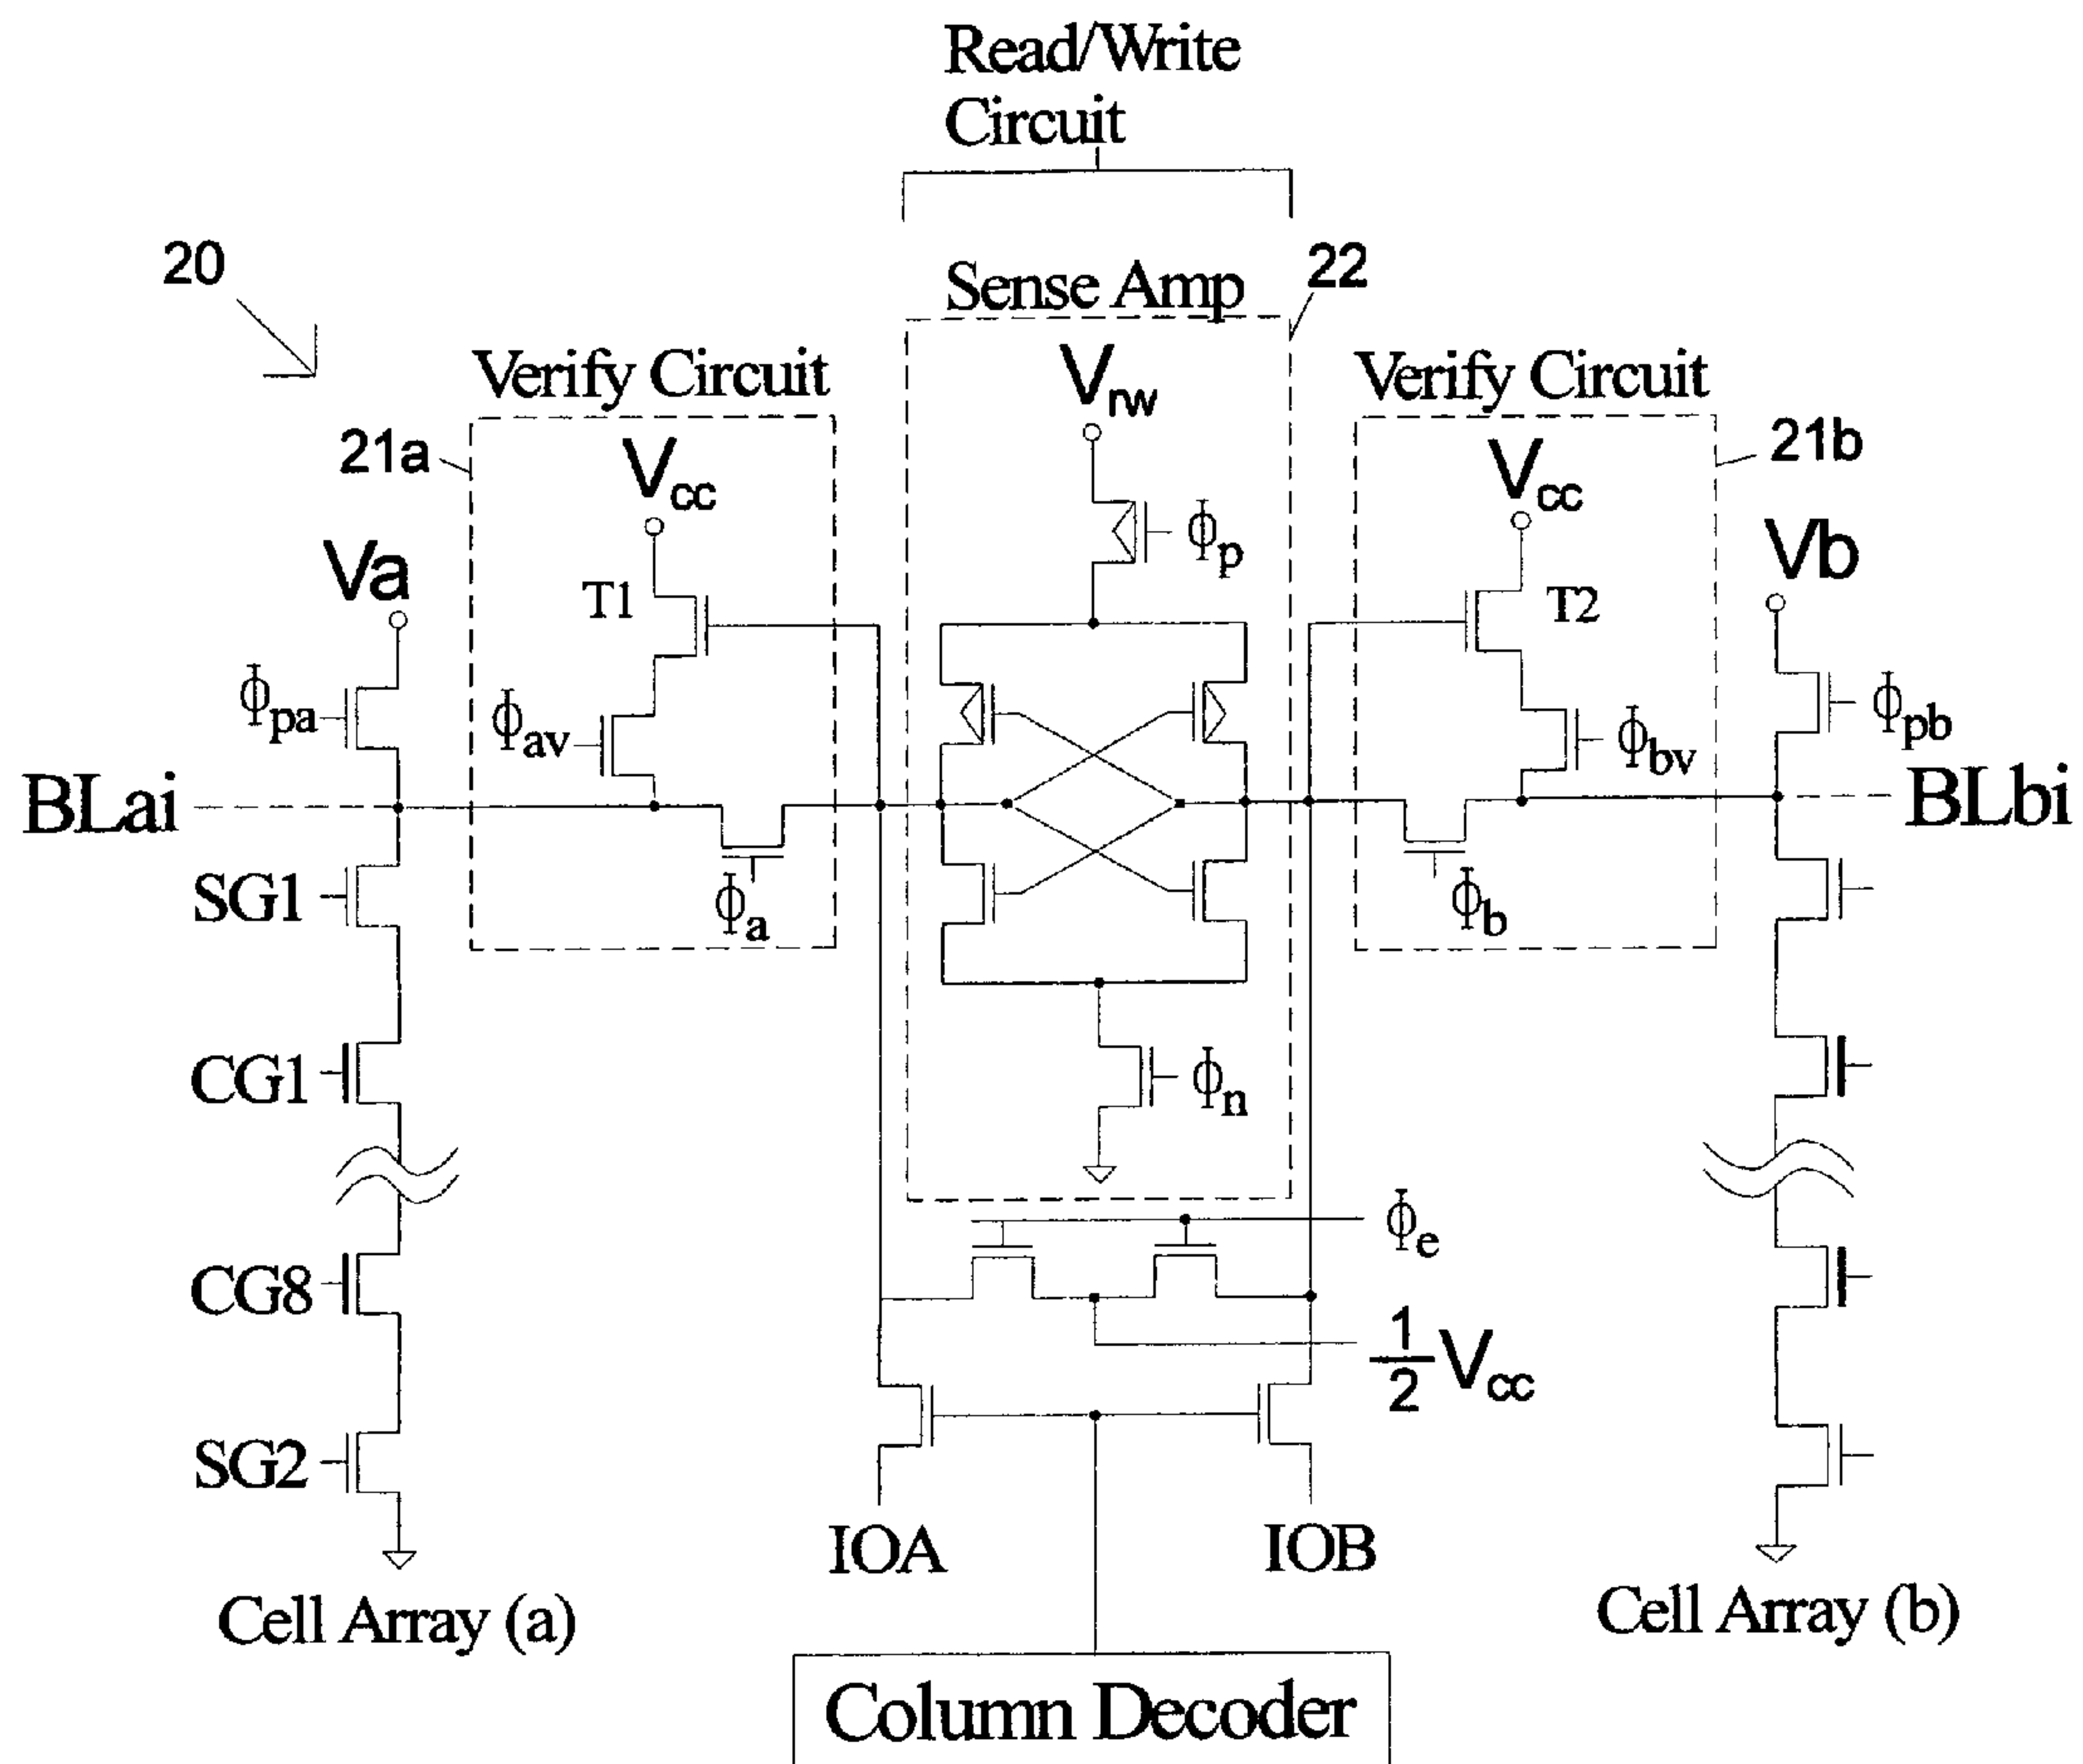 Read/Write
Circuit
20
Sense Amp
22
Verify Circuit
Vrw
Verify Circuit
21a
Vcc
Vcc
21b
Va
T1
Φp
T2
Vb
Φpa
Φav
Φbv
Φpb
BLai
BLbi
SG1
Φa
Φb
CG1
Φn
Φe
CG8
1/2 Vcc
SG2
IOA
IOB
Cell Array (a)
Cell Array (b)
Column Decoder